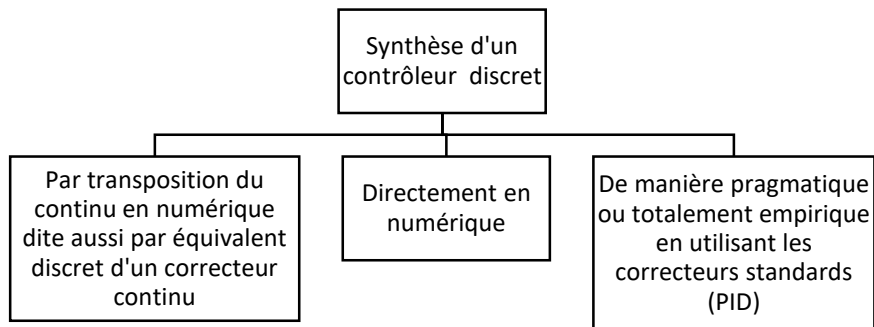 Synthèse d'un
contrôleur discret
Par transposition du
continu en numérique
dite aussi par équivalent
discret d'un correcteur
continu
Directement en
numérique
De manière pragmatique
ou totalement empirique
en utilisant les
correcteurs standards
(PID)